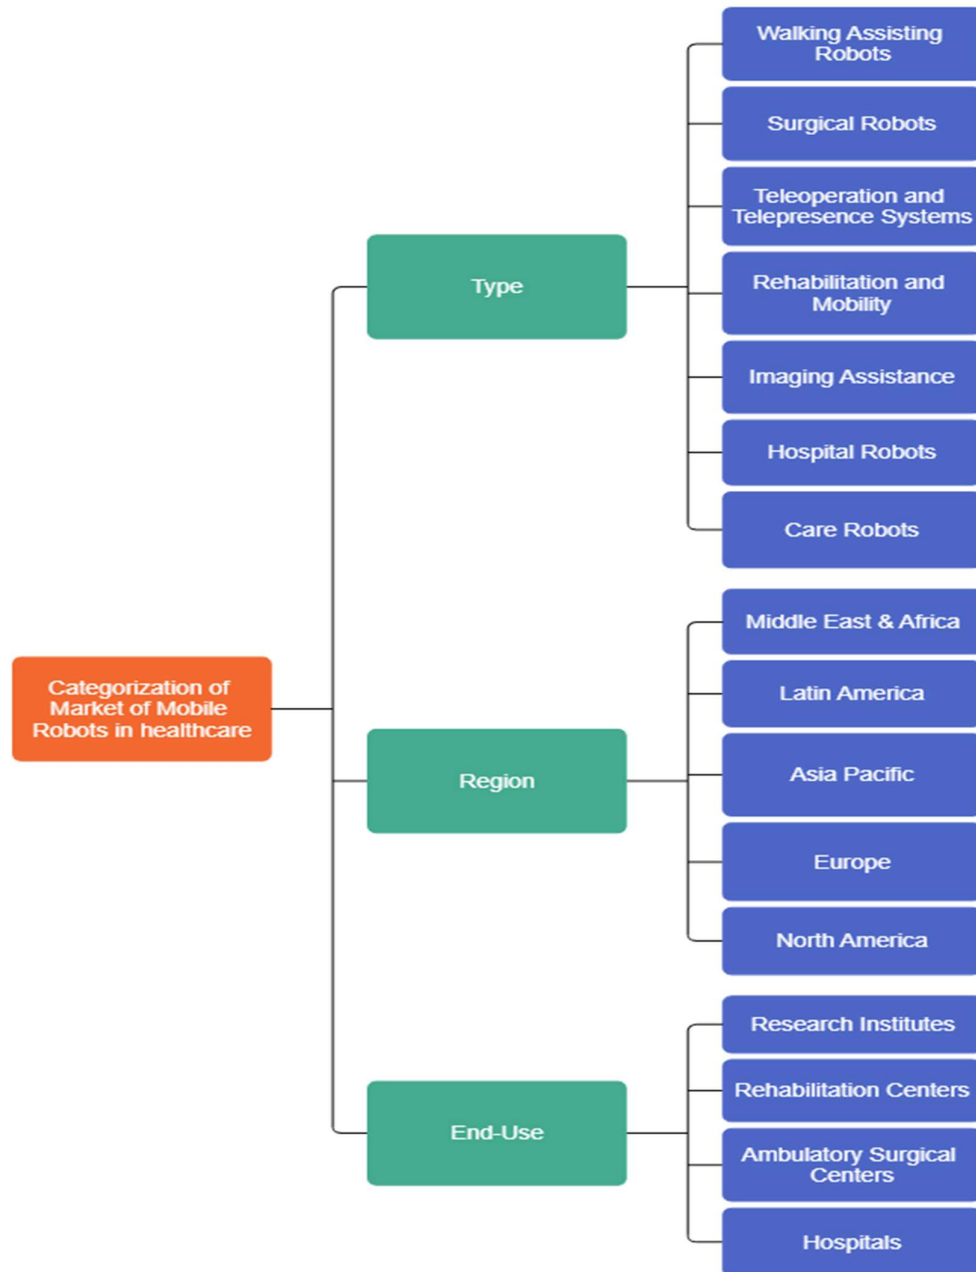 Walking Assisting
Robots
Surgical Robots
Teleoperation and
Telepresence Systems
Type
Rehabilitation and
Mobility
Imaging Assistance
Hospital Robots
Care Robots
Categorization of
Market of Mobile
Robots in healthcare
Middle East & Africa
Latin America
Region
Asia Pacific
Europe
North America
Research Institutes
Rehabilitation Centers
End-Use
Ambulatory Surgical
Centers
Hospitals